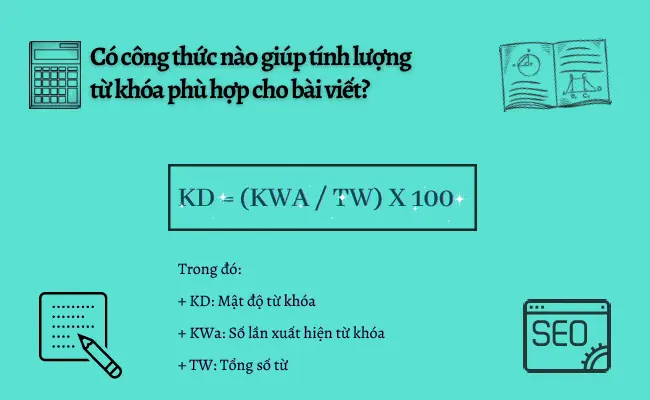 Có công thức nào giúp tính lượng
từ khóa phù hợp cho bài viết?
KD = (KWA / TW) X 100
Trong đó:
+ KD: Mật độ từ khóa
+ KWa: Số lần xuất hiện từ khóa
+ TW: Tổng số từ
SEO